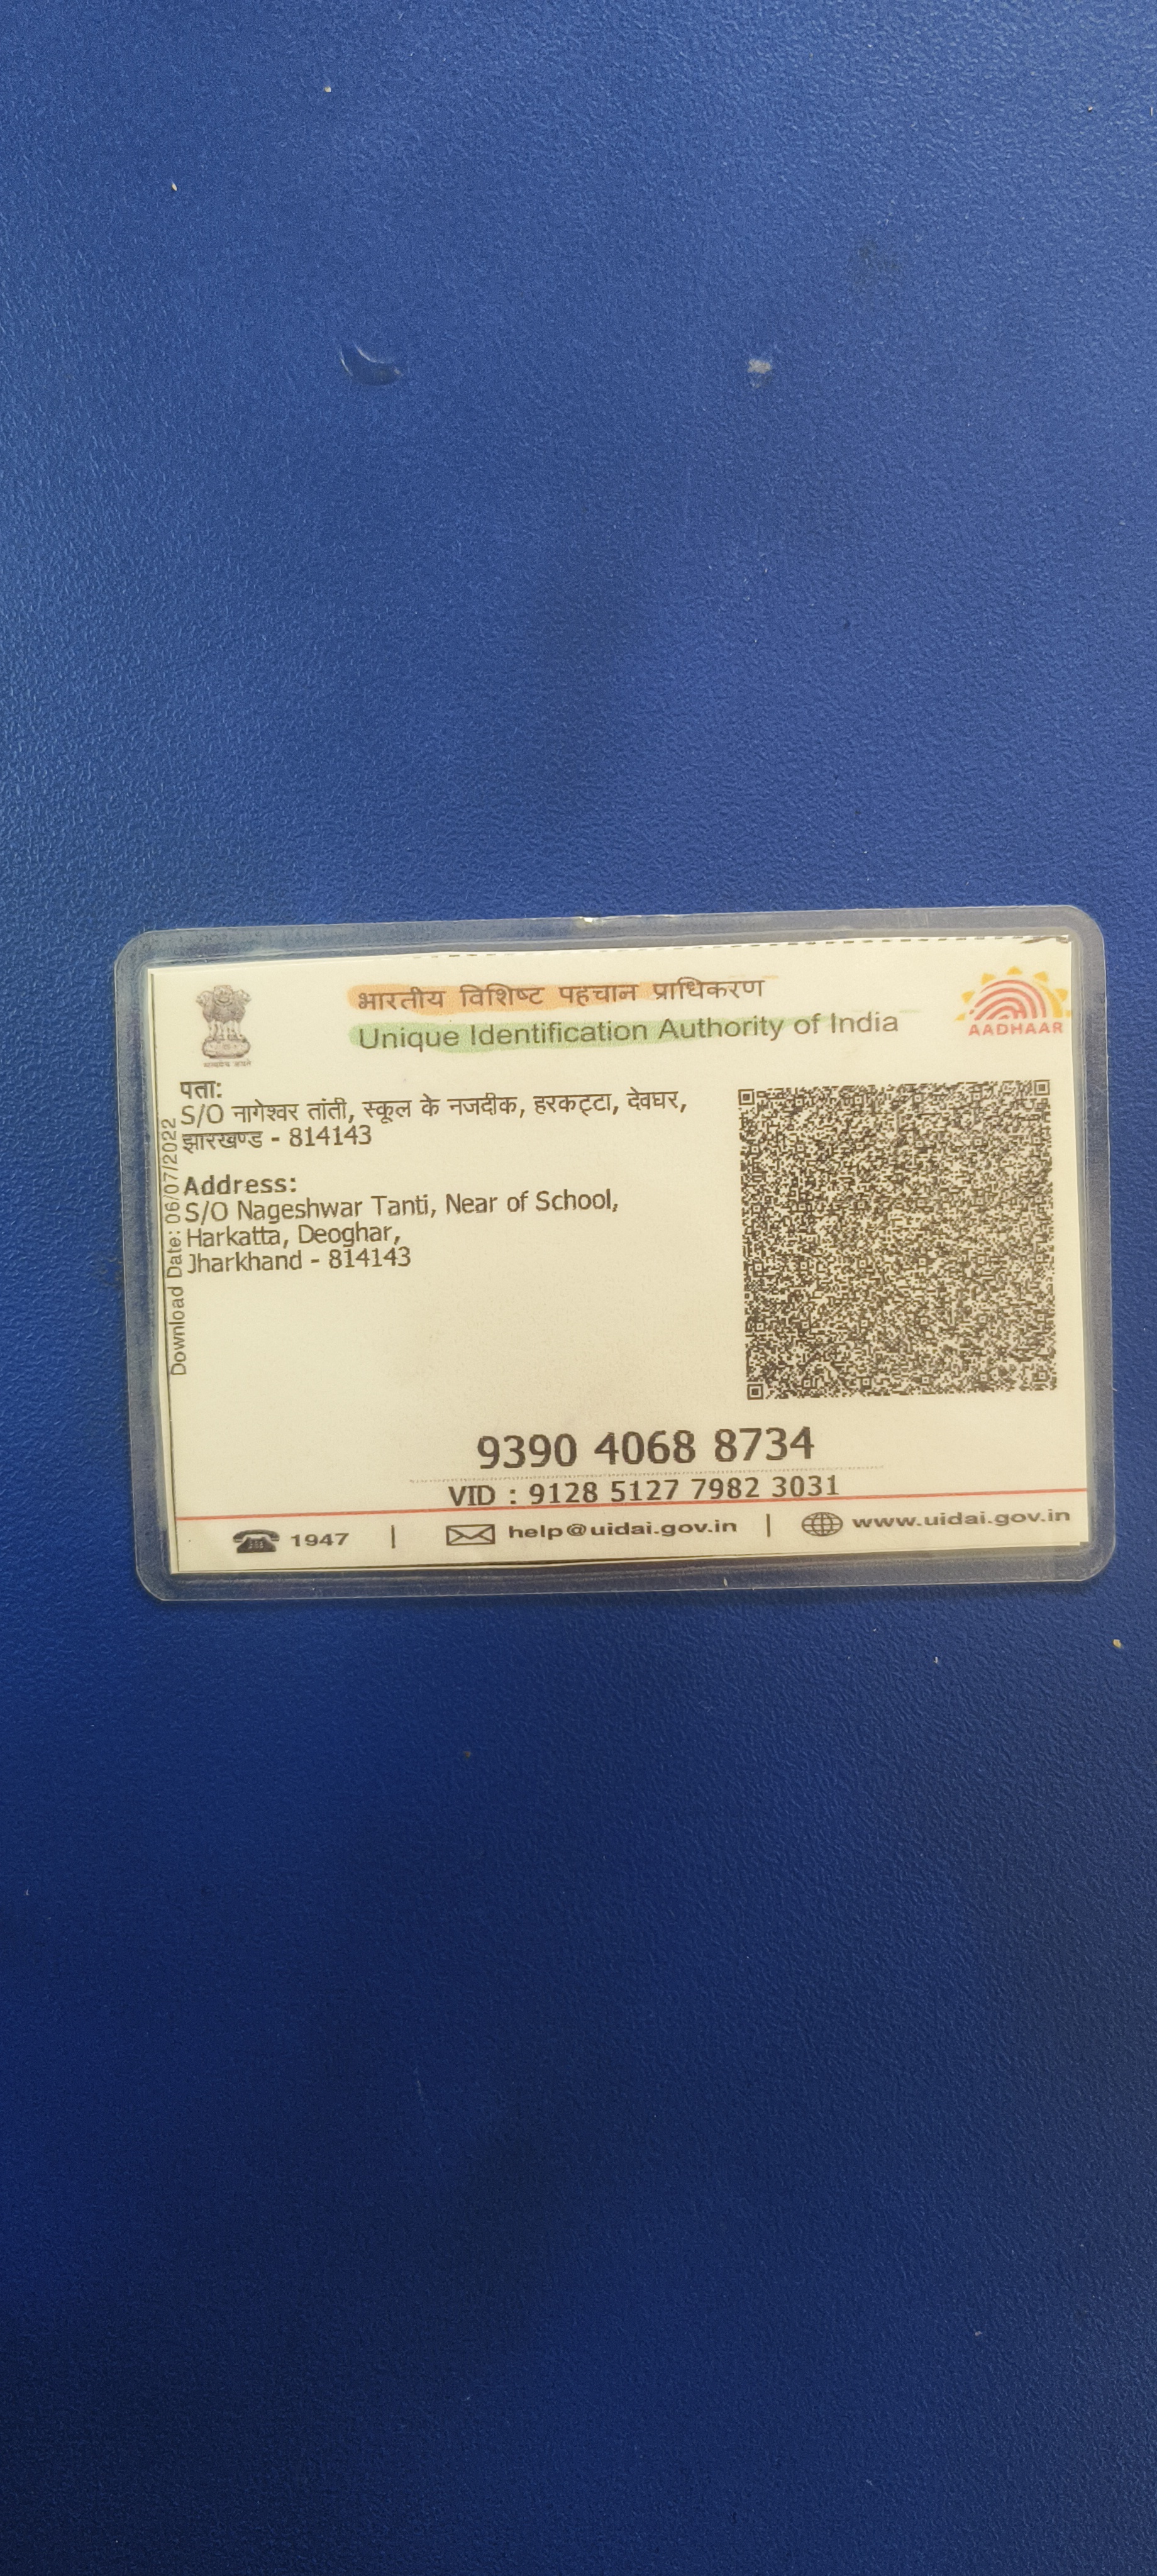 भारतीय विशिष्ट पहचान प्राधिकरण
Unique Identification Authority of India
AADHAAR
पता:
S/O नागेश्वर तांती, स्कूल के नजदीक, हरकट्टा, देवघर,
झारखण्ड - 814143
Address:
S/O Nageshwar Tanti, Near of School,
Harkatta, Deoghar,
Jharkhand - 814143
Download Date: 06/07/2022
9390 4068 8734
VID : 9128 5127 7982 3031
1947 | help@uidai.gov.in | www.uidai.gov.in